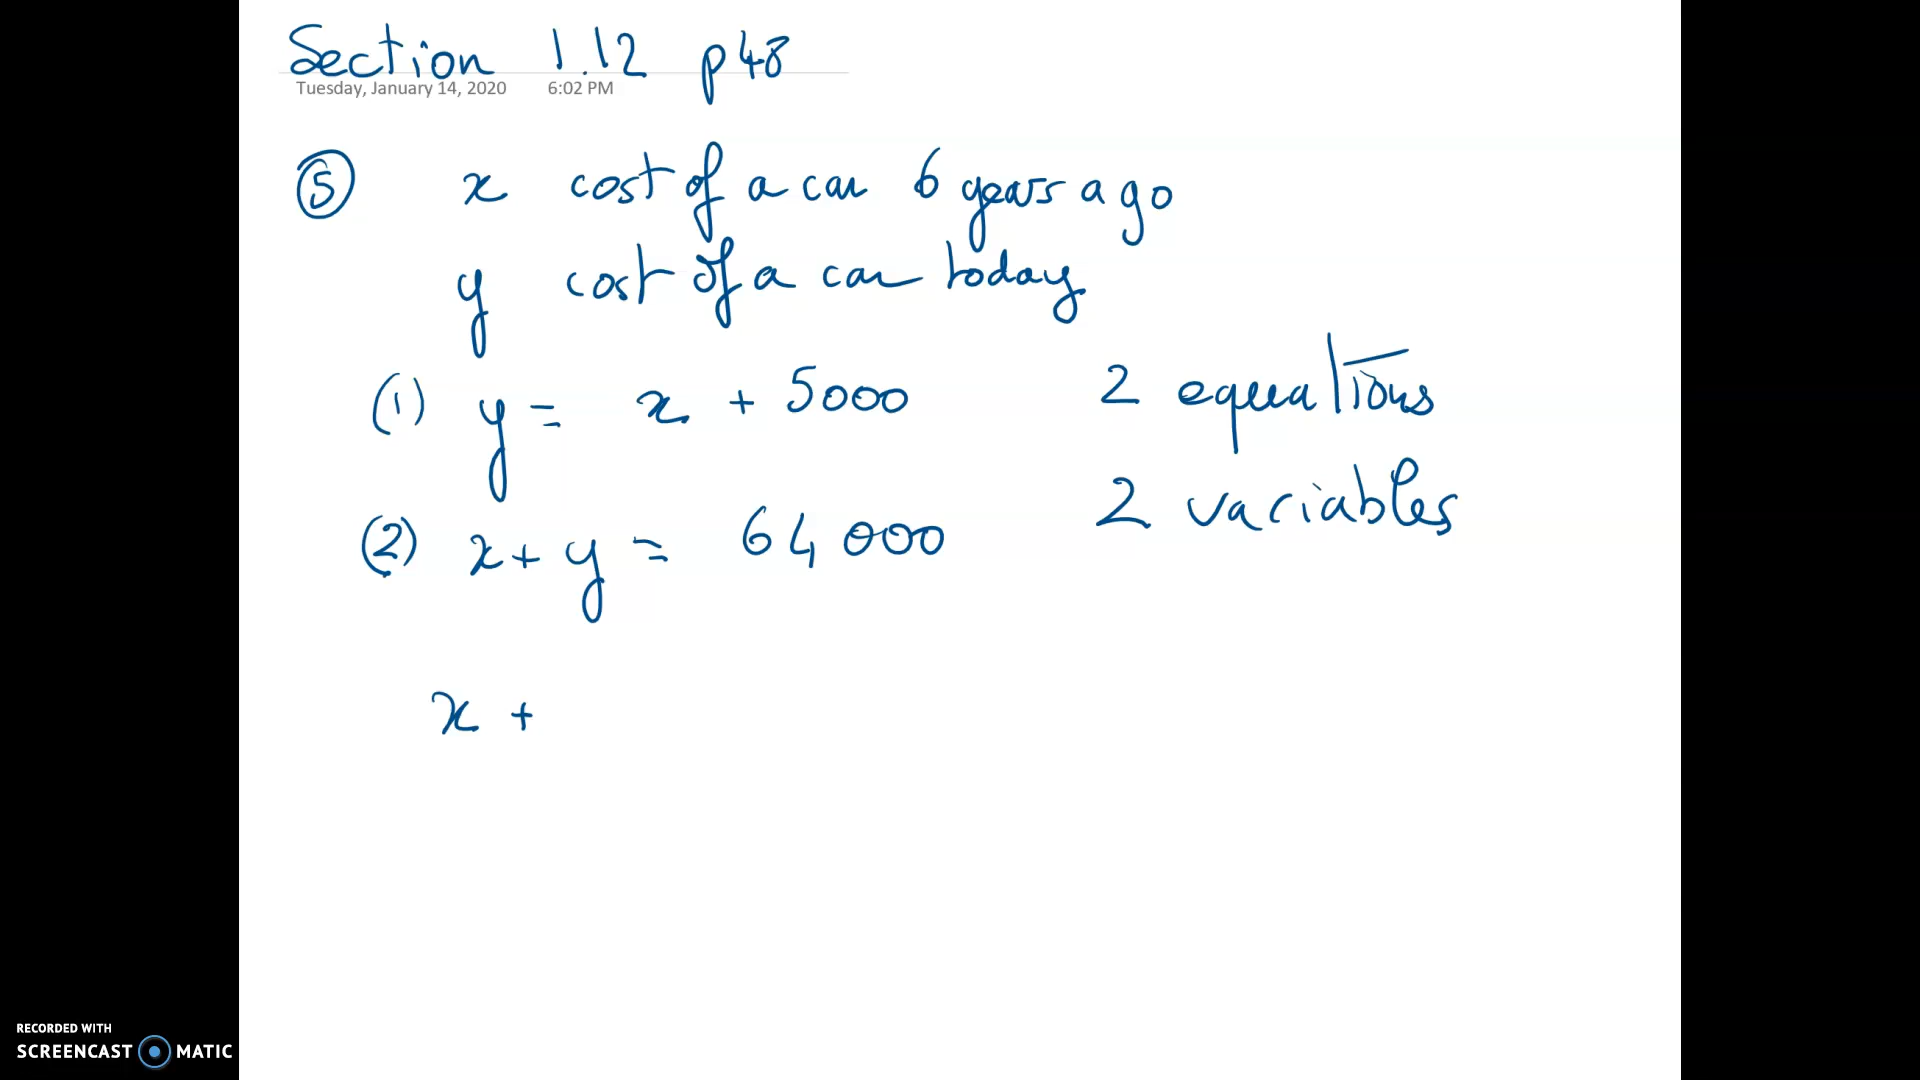 Section 1.12 p48
Tuesday, January 14, 2020 6:02 PM
5 x cost of a car 6 years ago
y cost of a car today
(1) y = x + 5000
2 equations
(2) x + y = 64 000
2 variables
x +
RECORDED WITH
SCREENCAST MATIC